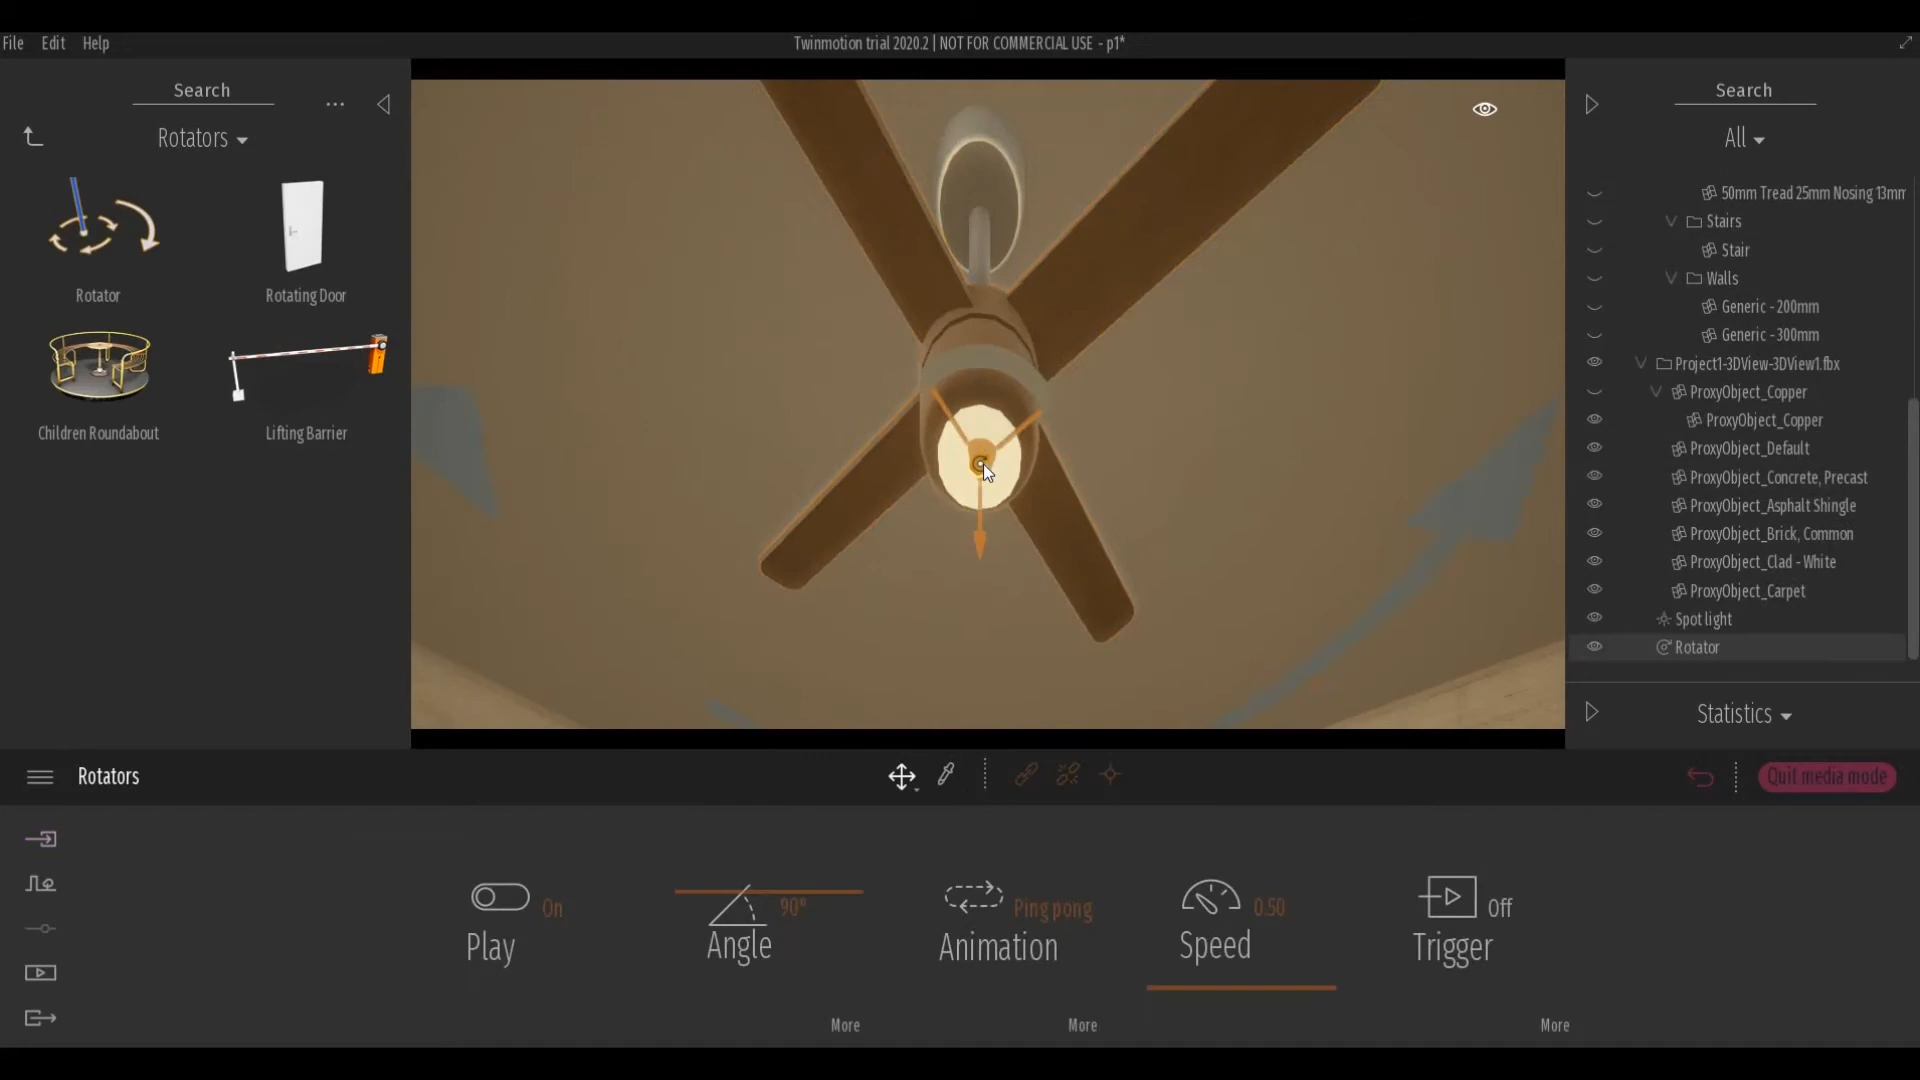 File Edit Help
Twinmotion trial 2020.2 | NOT FOR COMMERCIAL USE - p1*
Search
Rotators
Rotator
Rotating Door
Children Roundabout
Lifting Barrier
Search
All
50mm Tread 25mm Nosing 13mm
Stairs
Stair
Walls
Generic - 200mm
Generic - 300mm
Project1-3DView-3DView1.fbx
ProxyObject_Copper
ProxyObject_Copper
ProxyObject_Default
ProxyObject_Concrete, Precast
ProxyObject_Asphalt Shingle
ProxyObject_Brick, Common
ProxyObject_Clad - White
ProxyObject_Carpet
Spot light
Rotator
Statistics
Rotators
Quit media mode
On
Play
90°
Angle
More
Ping pong
Animation
More
0.50
Speed
Off
Trigger
More